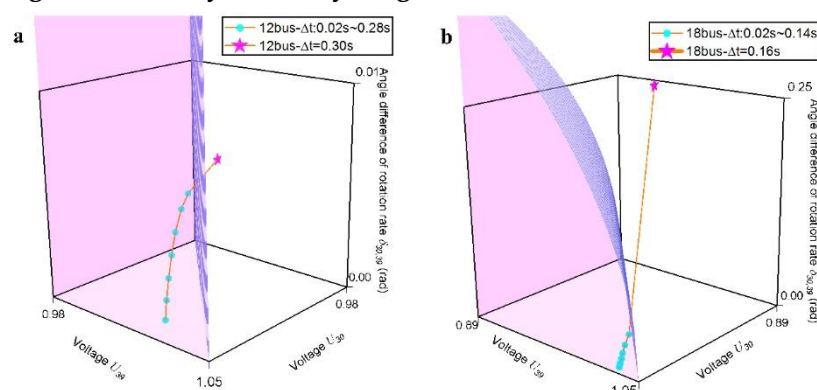 a
12bus-Δt:0.02s~0.28s
12bus-Δt=0.30s
0.01
Angle difference of rotation rate δ30,39 (rad)
0.00
0.98
0.98
Voltage U39
Voltage U30
1.05
b
18bus-Δt:0.02s~0.14s
18bus-Δt=0.16s
0.25
Angle difference of rotation rate δ30,39 (rad)
0.00
0.89
0.89
Voltage U39
Voltage U30
1.05